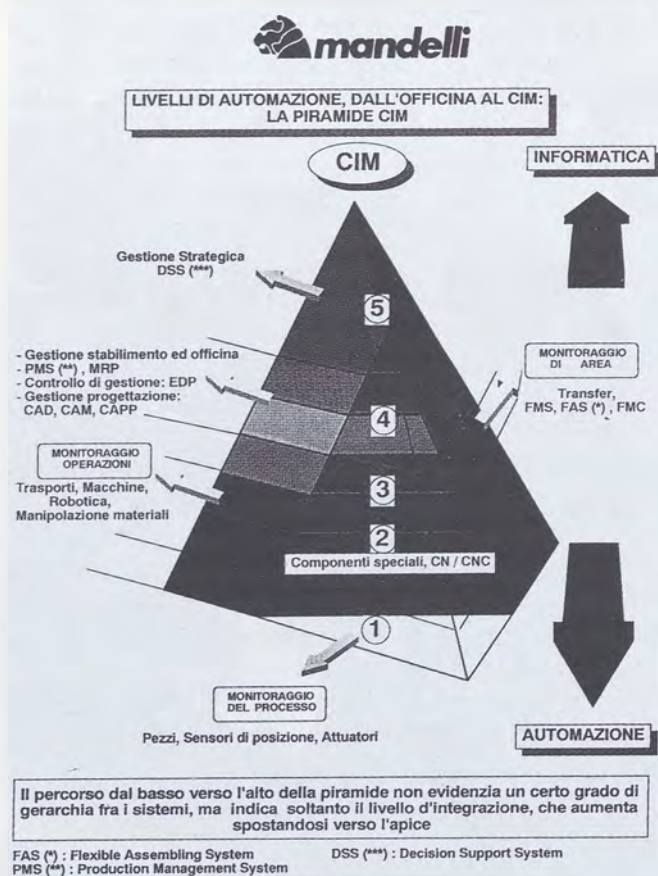 mandelli
LIVELLI DI AUTOMAZIONE, DALL'OFFICINA AL CIM:
LA PIRAMIDE CIM
CIM
INFORMATICA
Gestione Strategica
DSS (***)
5
- Gestione stabilimento ed officina
- PMS (**) , MRP
- Controllo di gestione: EDP
- Gestione progettazione:
CAD, CAM, CAPP
MONITORAGGIO
DI AREA
Transfer,
FMS, FAS (*) , FMC
4
MONITORAGGIO
OPERAZIONI
Trasporti, Macchine,
Robotica,
Manipolazione materiali
3
2
Componenti speciali, CN / CNC
1
MONITORAGGIO
DEL PROCESSO
Pezzi, Sensori di posizione, Attuatori
AUTOMAZIONE
Il percorso dal basso verso l'alto della piramide non evidenzia un certo grado di
gerarchia fra i sistemi, ma indica soltanto il livello d'integrazione, che aumenta
spostandosi verso l'apice
FAS (*) : Flexible Assembling System
DSS (***) : Decision Support System
PMS (**) : Production Management System